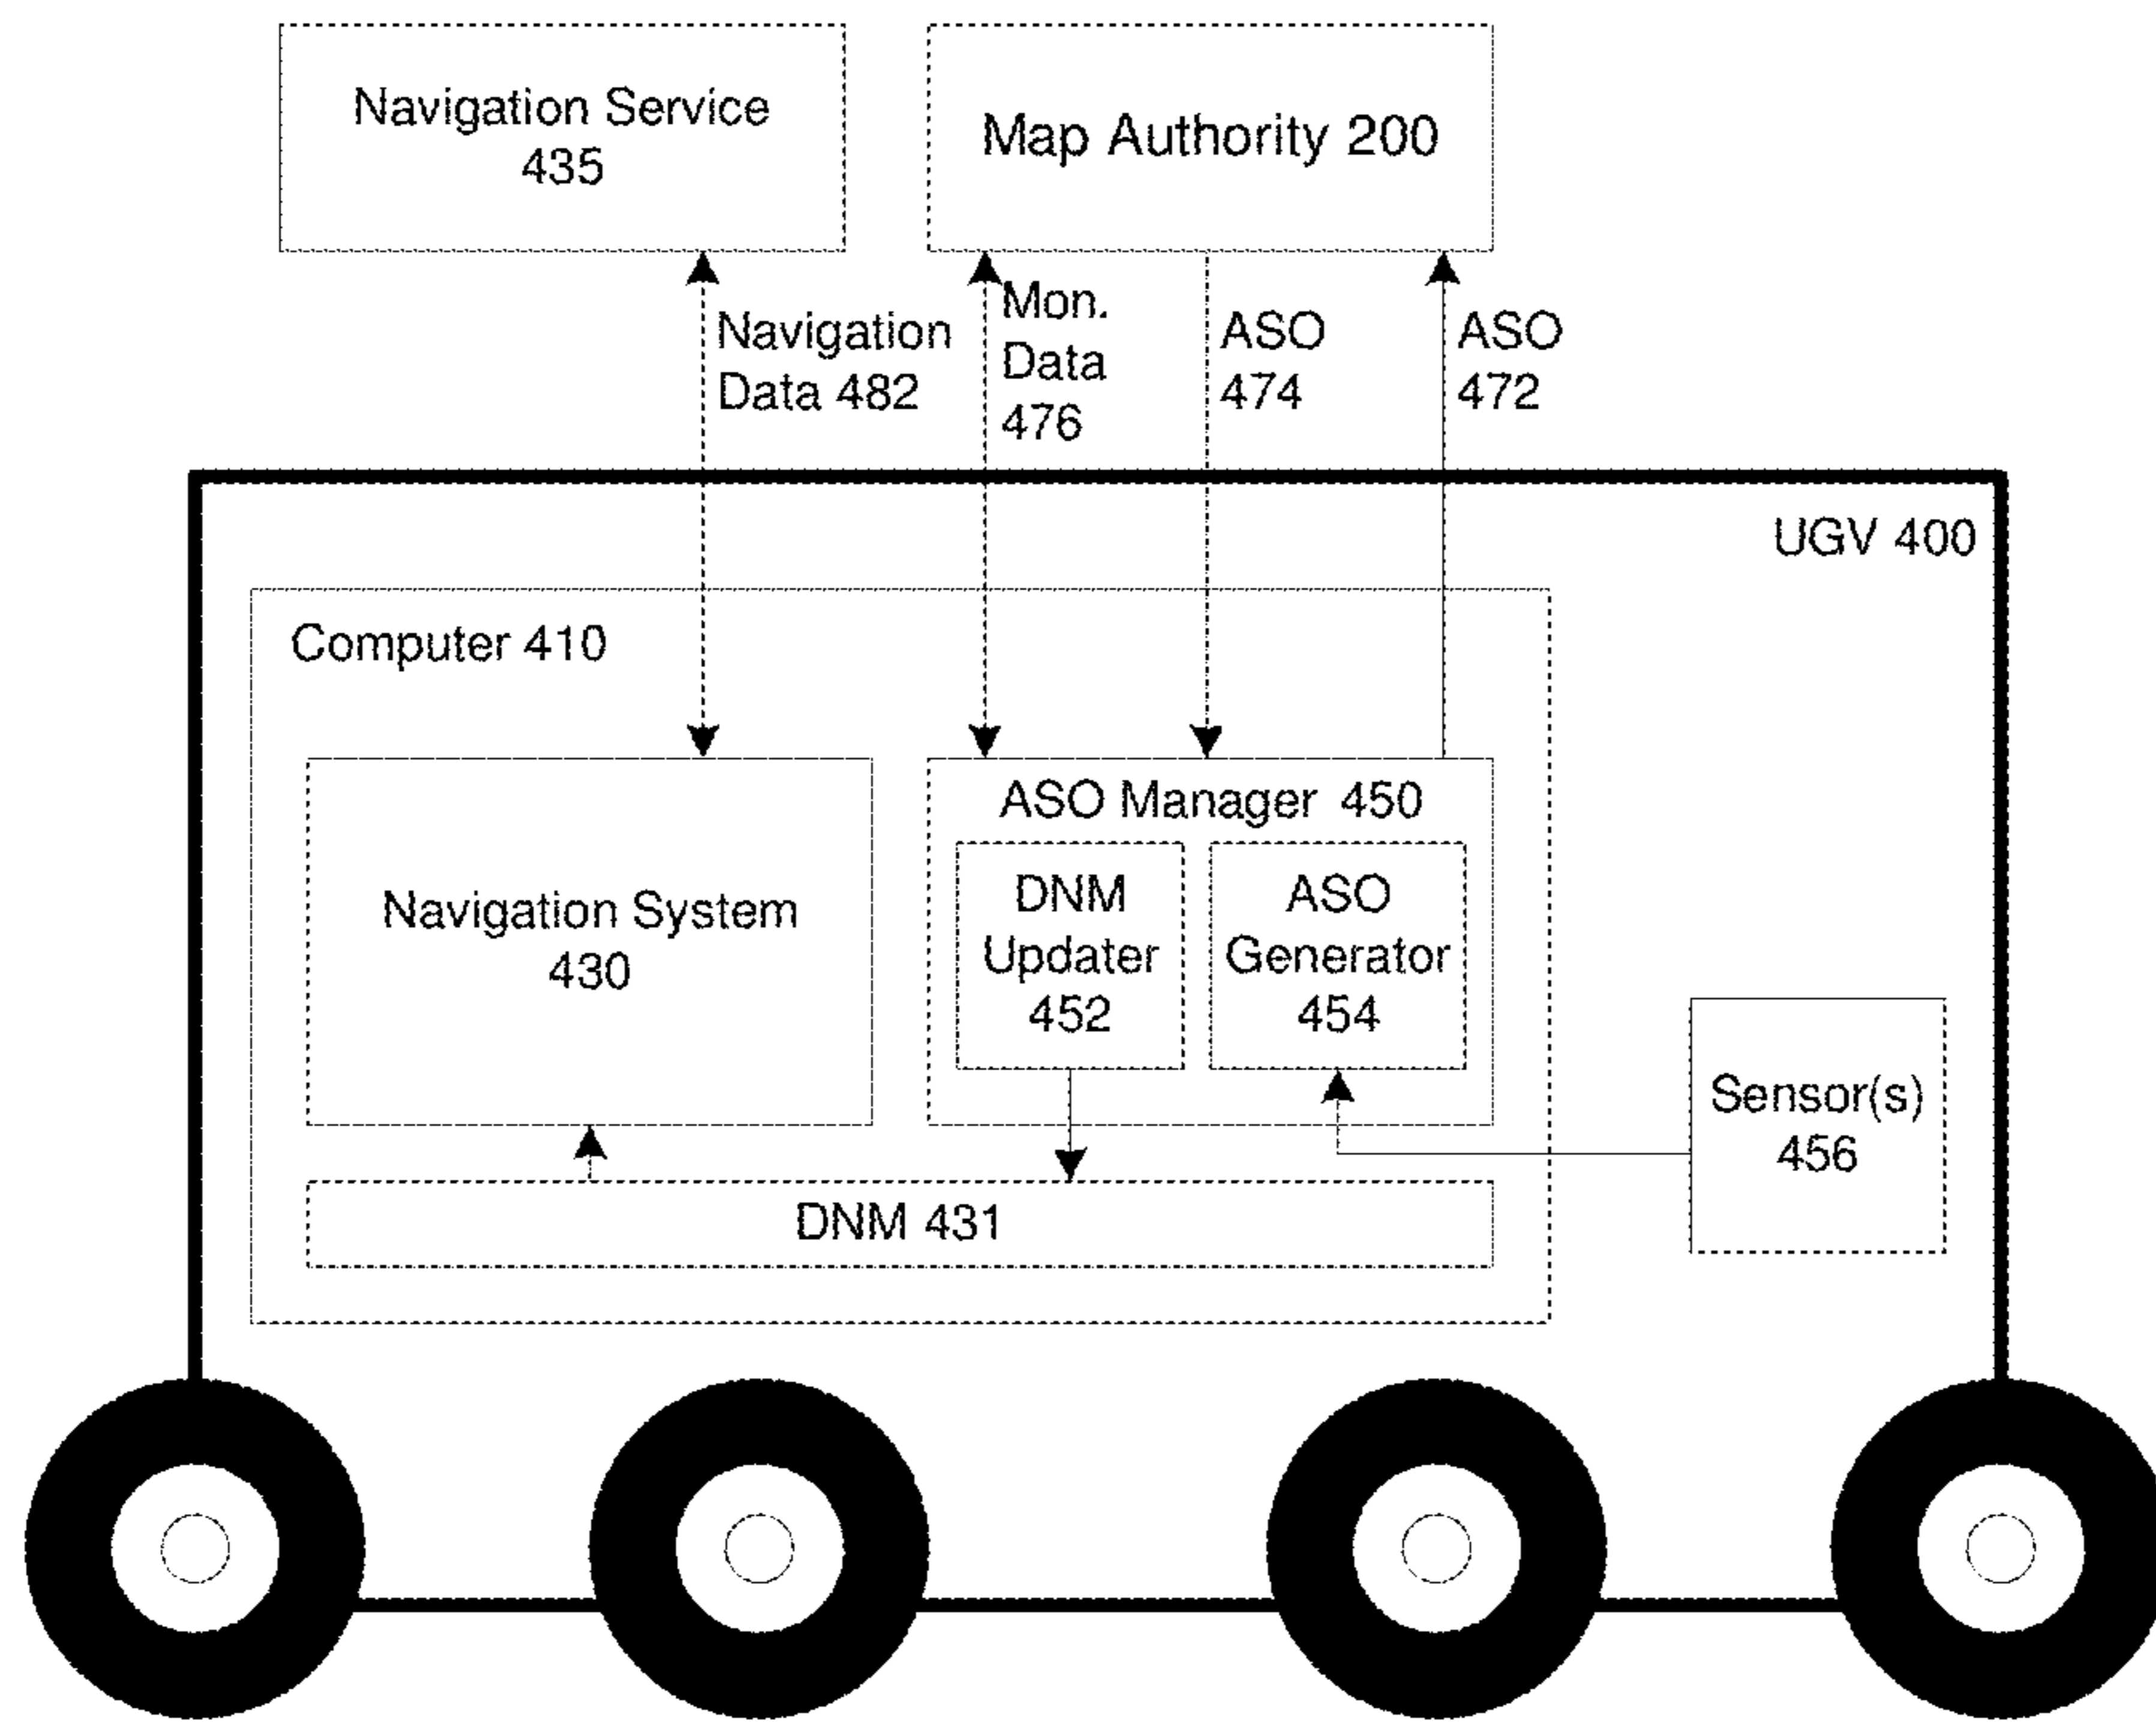 Navigation Service
435
Map Authority 200
Navigation
Data 482
Mon.
Data
476
ASO
474
ASO
472
UGV 400
Computer 410
Navigation System
430
ASO Manager 450
DNM
Updater
452
ASO
Generator
454
Sensor(s)
456
DNM 431